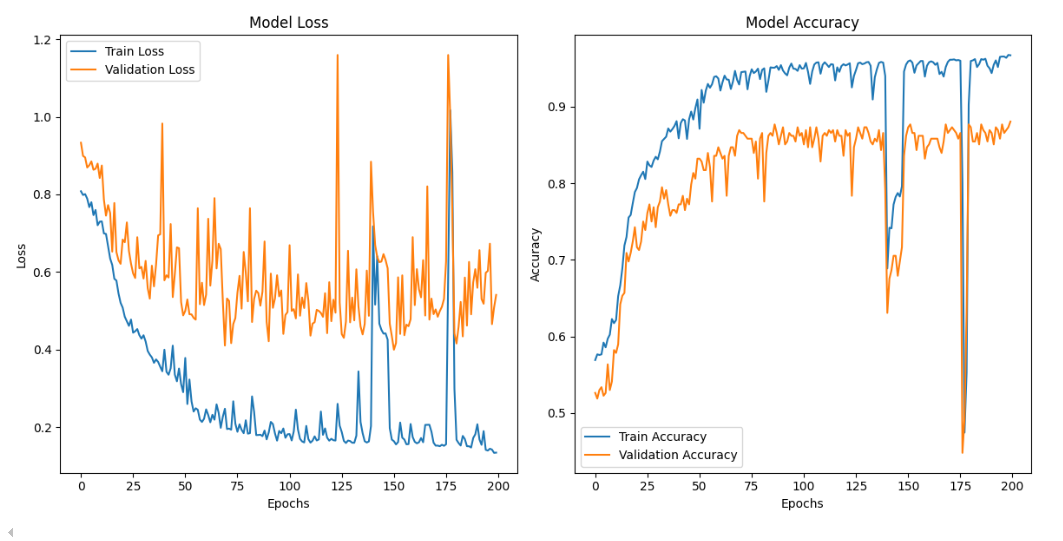 Model Loss
Train Loss
Validation Loss
1.2
1.0
0.8
0.6
0.4
0.2
Loss
0 25 50 75 100 125 150 175 200
Epochs
Model Accuracy
0.9
0.8
0.7
0.6
0.5
Accuracy
Train Accuracy
Validation Accuracy
0 25 50 75 100 125 150 175 200
Epochs